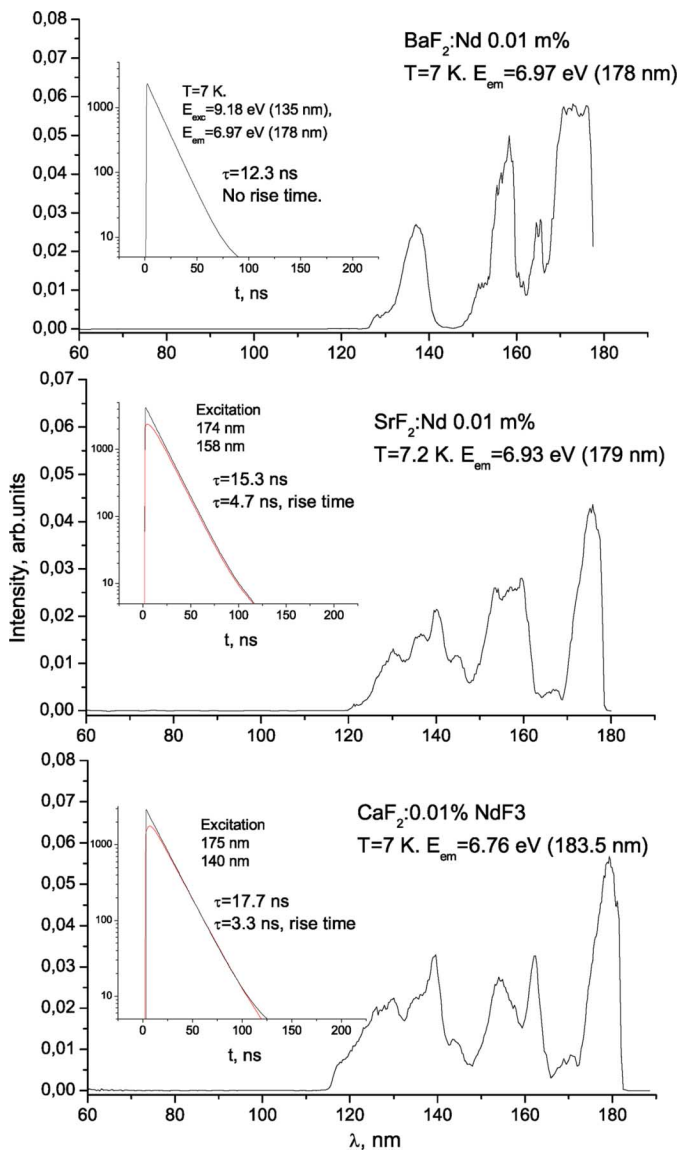 0,08
0,07
0,06
0,05
0,04
0,03
0,02
0,01
0,00
BaF2:Nd 0.01 m%
T=7 K. Eem=6.97 eV (178 nm)
1000
100
10
T=7 K.
Eexc=9.18 eV (135 nm),
Eem=6.97 eV (178 nm)
τ=12.3 ns
No rise time.
0 50 100 150 200
t, ns
60 80 100 120 140 160 180
0,07
0,06
0,05
0,04
0,03
0,02
0,01
0,00
SrF2:Nd 0.01 m%
T=7.2 K. Eem=6.93 eV (179 nm)
1000
100
10
Excitation
174 nm
158 nm
τ=15.3 ns
τ=4.7 ns, rise time
0 50 100 150 200
t, ns
60 80 100 120 140 160 180
Intensity, arb.units
0,08
0,07
0,06
0,05
0,04
0,03
0,02
0,01
0,00
CaF2:0.01% NdF3
T=7 K. Eem=6.76 eV (183.5 nm)
1000
100
10
Excitation
175 nm
140 nm
τ=17.7 ns
τ=3.3 ns, rise time
0 50 100 150 200
t, ns
60 80 100 120 140 160 180
λ, nm